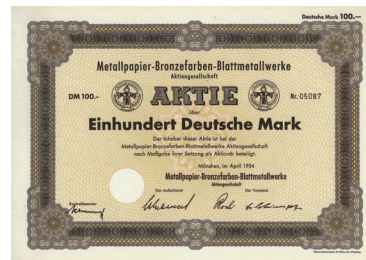 Deutsche Mark 100.—
Metallpapier-Bronzefarben-Blattmetallwerke
Aktiengesellschaft
DM 100.- AKTIE Nr. 05087
über
Einhundert Deutsche Mark
Der Inhaber dieser Aktie ist bei der
Metallpapier-Bronzefarben-Blattmetallwerke Aktiengesellschaft
nach Maßgabe ihrer Satzung als Aktionär beteiligt.
München, im April 1954
Metallpapier-Bronzefarben-Blattmetallwerke
Aktiengesellschaft
Der Aufsichtsrat Der Vorstand